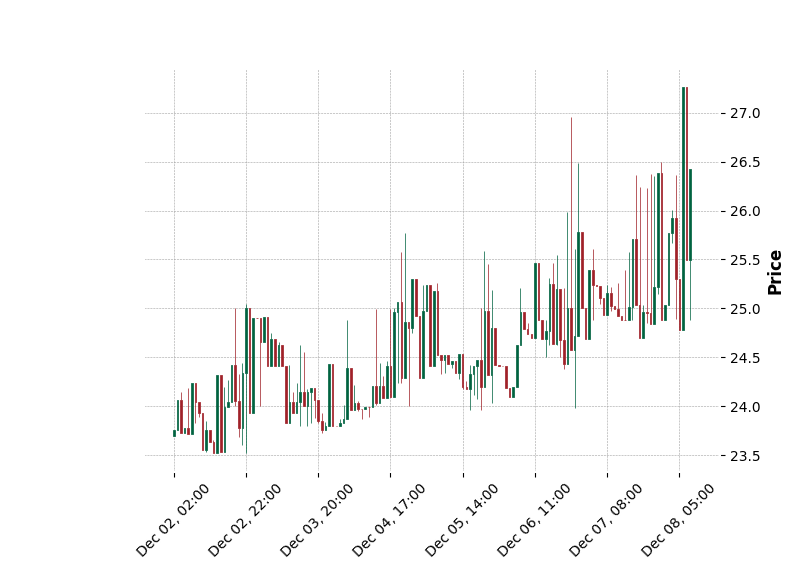 27.0
26.5
26.0
25.5
25.0
24.5
24.0
23.5
Price
Dec 02, 02:00
Dec 02, 22:00
Dec 03, 20:00
Dec 04, 17:00
Dec 05, 14:00
Dec 06, 11:00
Dec 07, 08:00
Dec 08, 05:00